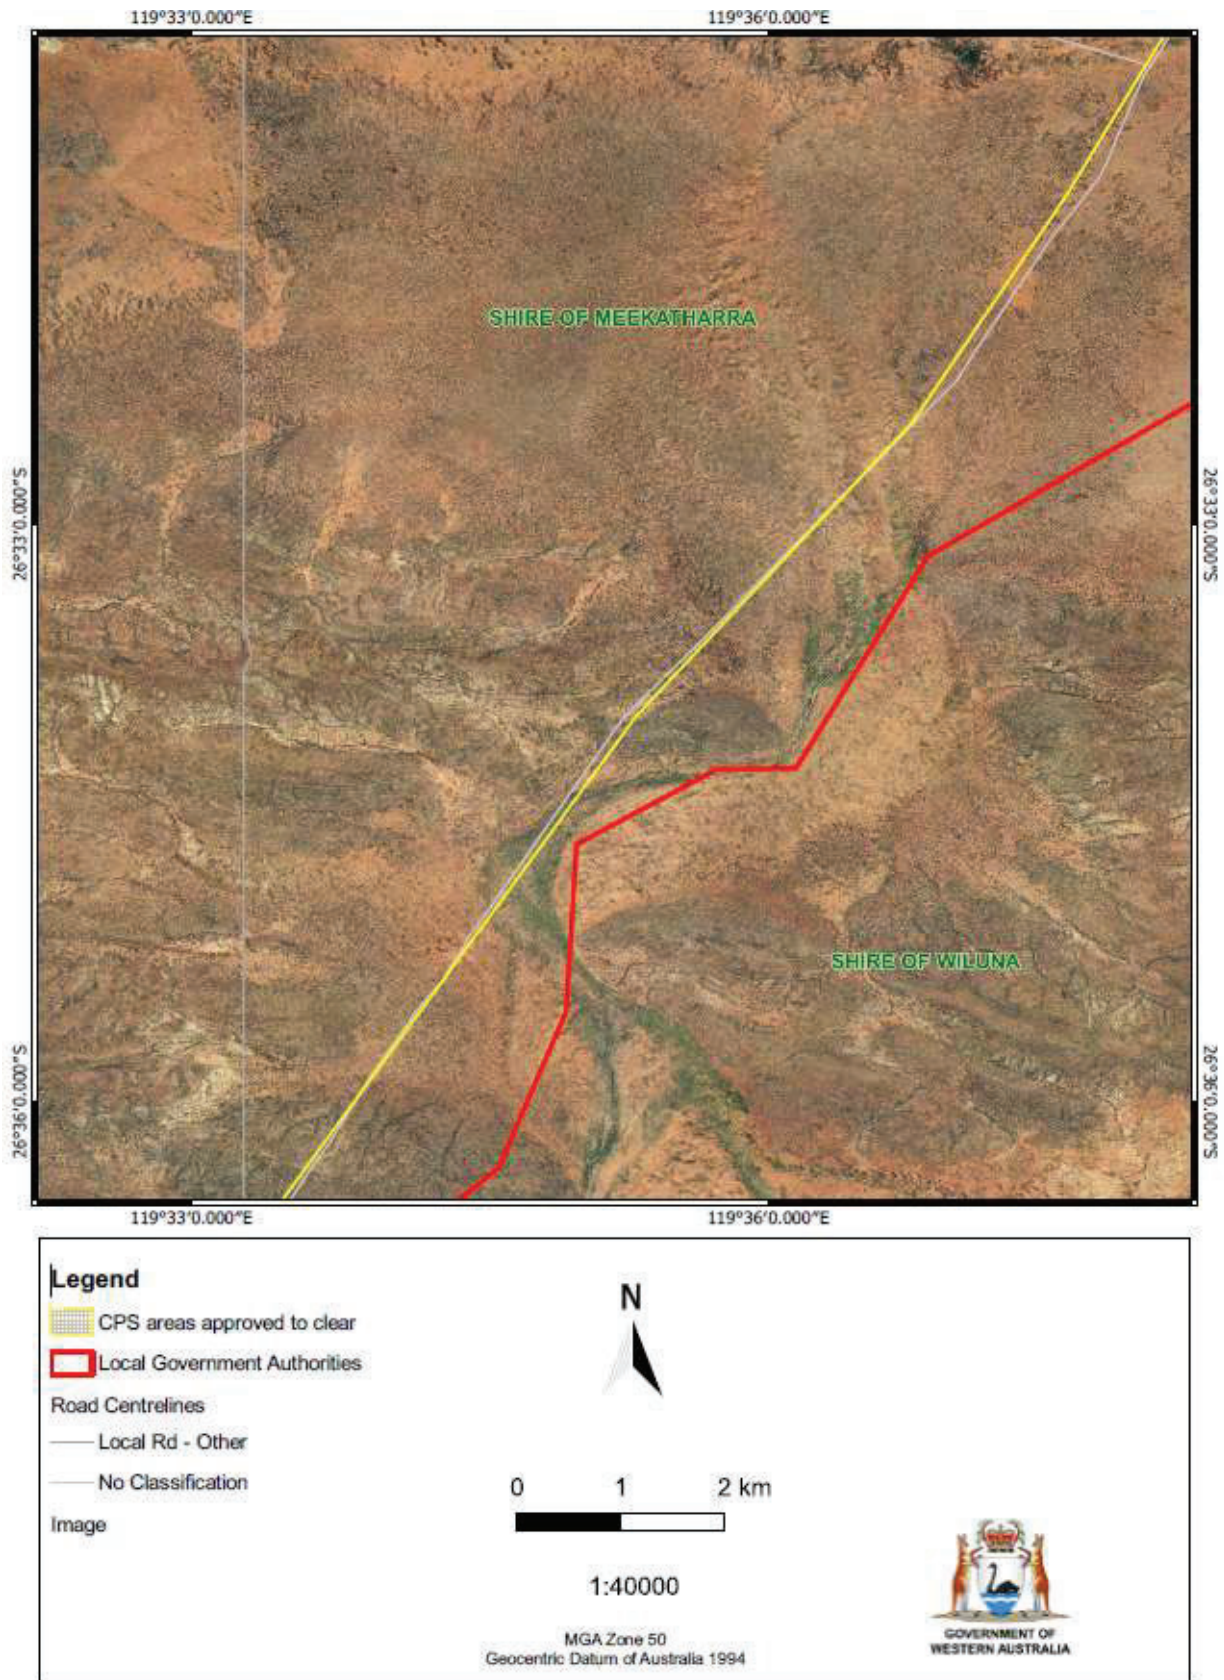 119°33'0.000"E
119°36'0.000"E
SHIRE OF MEEKATHARRA
26°33'0.000"S
26°33'0.000"S
SHIRE OF WILUNA
26°36'0.000"S
26°36'0.000"S
119°33'0.000"E
119°36'0.000"E
Legend
CPS areas approved to clear
Local Government Authorities
Road Centrelines
Local Rd - Other
No Classification
Image
N
0 1 2 km
1:40000
MGA Zone 50
Geocentric Datum of Australia 1994
GOVERNMENT OF
WESTERN AUSTRALIA